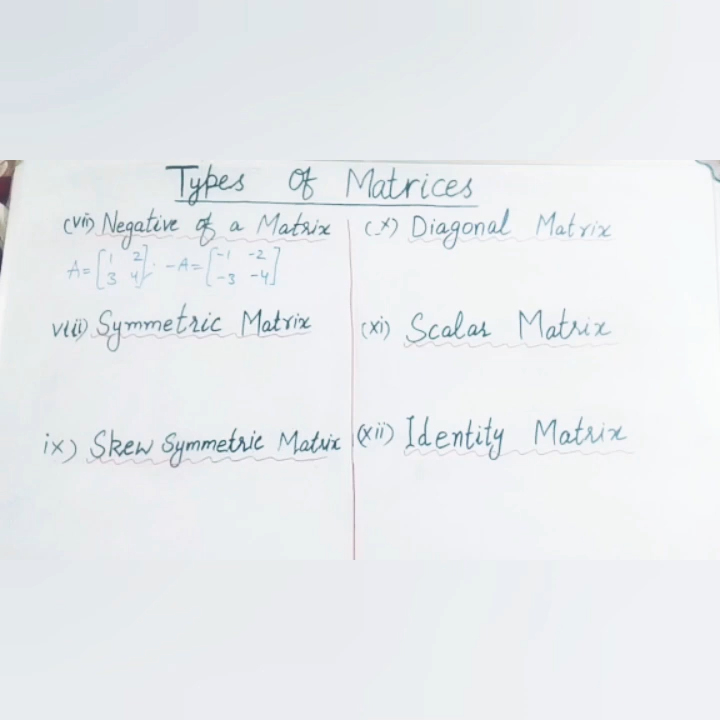 Types of Matrices
(vii) Negative of a Matrix
A = [1 2
3 4]; -A = [-1 -2
-3 -4]
viii) Symmetric Matrix
ix) Skew Symmetric Matrix
(x) Diagonal Matrix
(xi) Scalar Matrix
(xii) Identity Matrix